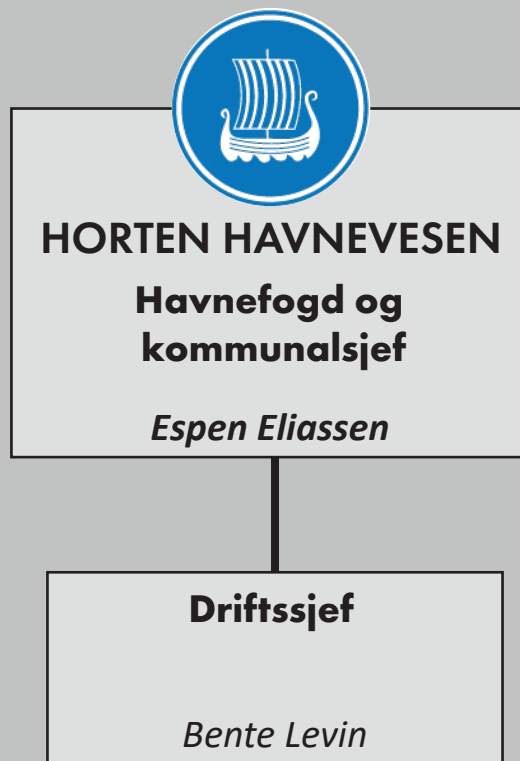 HORTEN HAVNEVESEN
Havnefogd og
kommunalsjef
Espen Eliassen
Driftssjef
Bente Levin